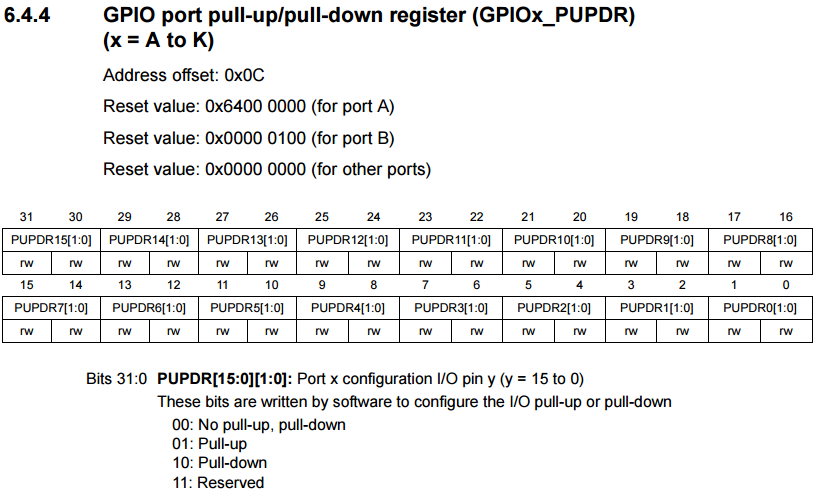 6.4.4 GPIO port pull-up/pull-down register (GPIOx_PUPDR)
(x = A to K)
Address offset: 0x0C
Reset value: 0x6400 0000 (for port A)
Reset value: 0x0000 0100 (for port B)
Reset value: 0x0000 0000 (for other ports)
31 30 29 28 27 26 25 24 23 22 21 20 19 18 17 16
PUPDR15[1:0] PUPDR14[1:0] PUPDR13[1:0] PUPDR12[1:0] PUPDR11[1:0] PUPDR10[1:0] PUPDR9[1:0] PUPDR8[1:0]
rw rw rw rw rw rw rw rw rw rw rw rw rw rw rw rw
15 14 13 12 11 10 9 8 7 6 5 4 3 2 1 0
PUPDR7[1:0] PUPDR6[1:0] PUPDR5[1:0] PUPDR4[1:0] PUPDR3[1:0] PUPDR2[1:0] PUPDR1[1:0] PUPDR0[1:0]
rw rw rw rw rw rw rw rw rw rw rw rw rw rw rw rw
Bits 31:0 PUPDR[15:0][1:0]: Port x configuration I/O pin y (y = 15 to 0)
These bits are written by software to configure the I/O pull-up or pull-down
00: No pull-up, pull-down
01: Pull-up
10: Pull-down
11: Reserved